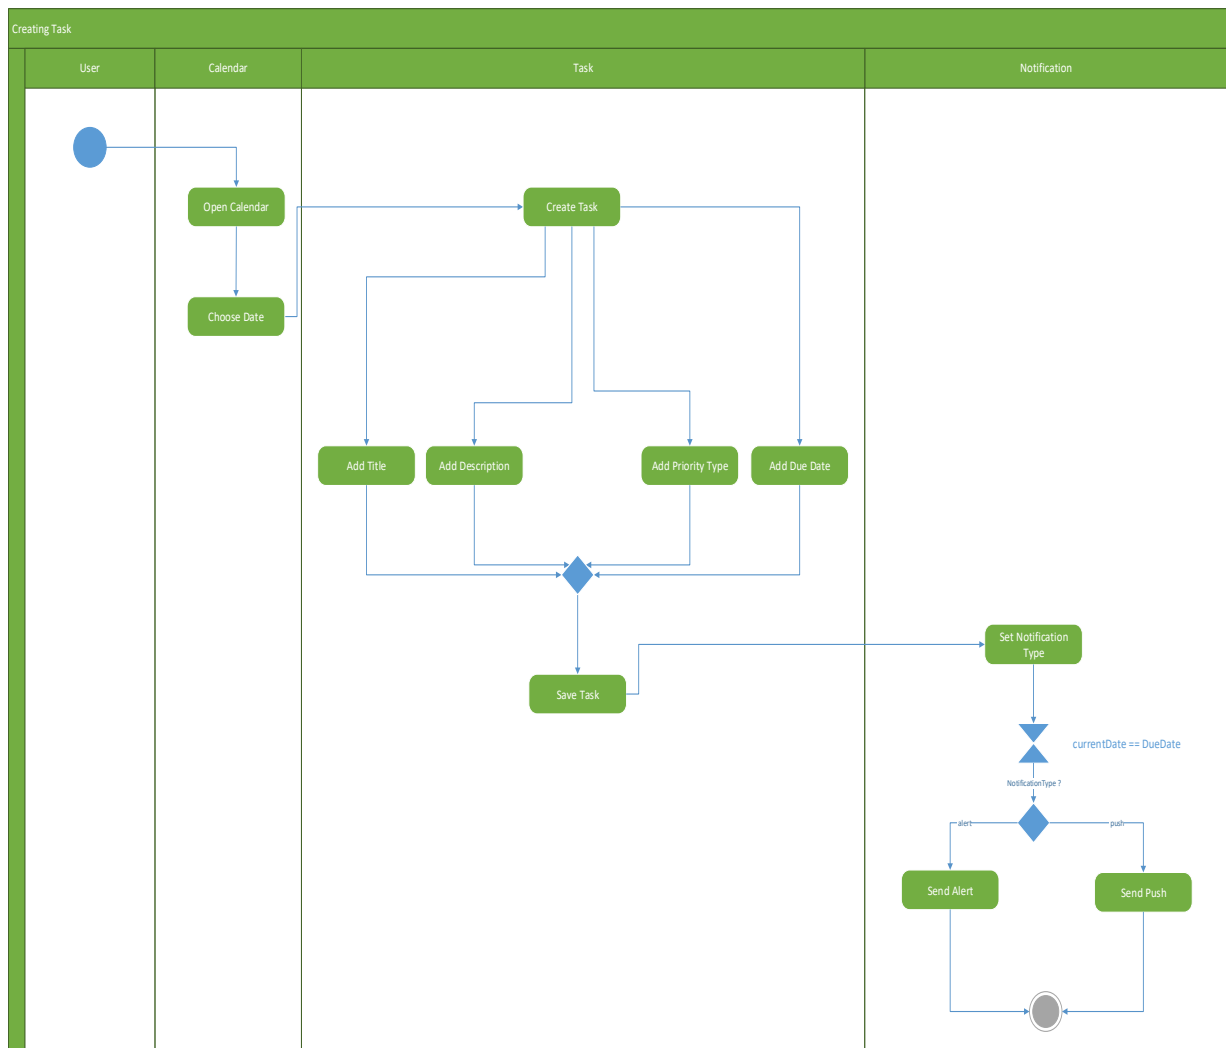 Creating Task
User
Calendar
Task
Notification
Open Calendar
Create Task
Choose Date
Add Title
Add Description
Add Priority Type
Add Due Date
Set Notification
Type
Save Task
currentDate == DueDate
NotificationType ?
alert
push
Send Alert
Send Push